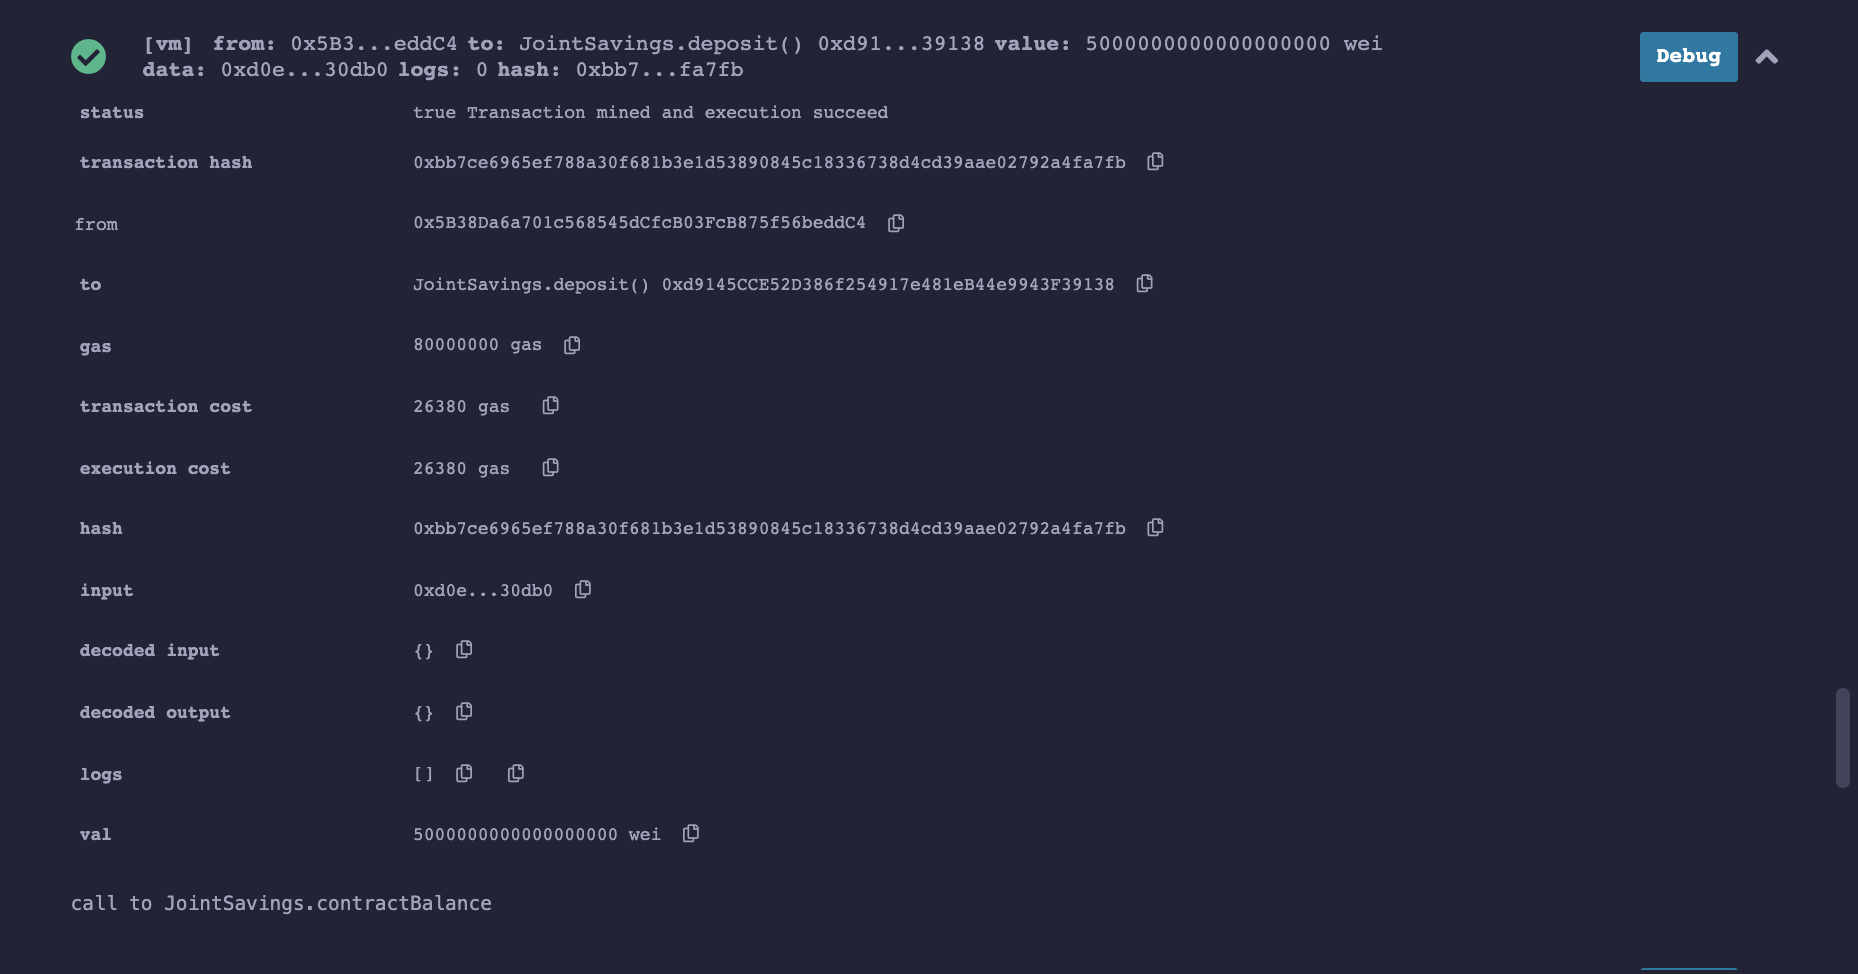 [vm] from: 0x5B3...eddC4 to: JointSavings.deposit() 0xd91...39138 value: 5000000000000000000 wei
data: 0xd0e...30db0 logs: 0 hash: 0xbb7...fa7fb
Debug
status true Transaction mined and execution succeed
transaction hash 0xbb7ce6965ef788a30f681b3e1d53890845c18336738d4cd39aae02792a4fa7fb
from 0x5B38Da6a701c568545dCfcB03FcB875f56beddC4
to JointSavings.deposit() 0xd9145CCE52D386f254917e481eB44e9943F39138
gas 80000000 gas
transaction cost 26380 gas
execution cost 26380 gas
hash 0xbb7ce6965ef788a30f681b3e1d53890845c18336738d4cd39aae02792a4fa7fb
input 0xd0e...30db0
decoded input {}
decoded output {}
logs []
val 5000000000000000000 wei
call to JointSavings.contractBalance